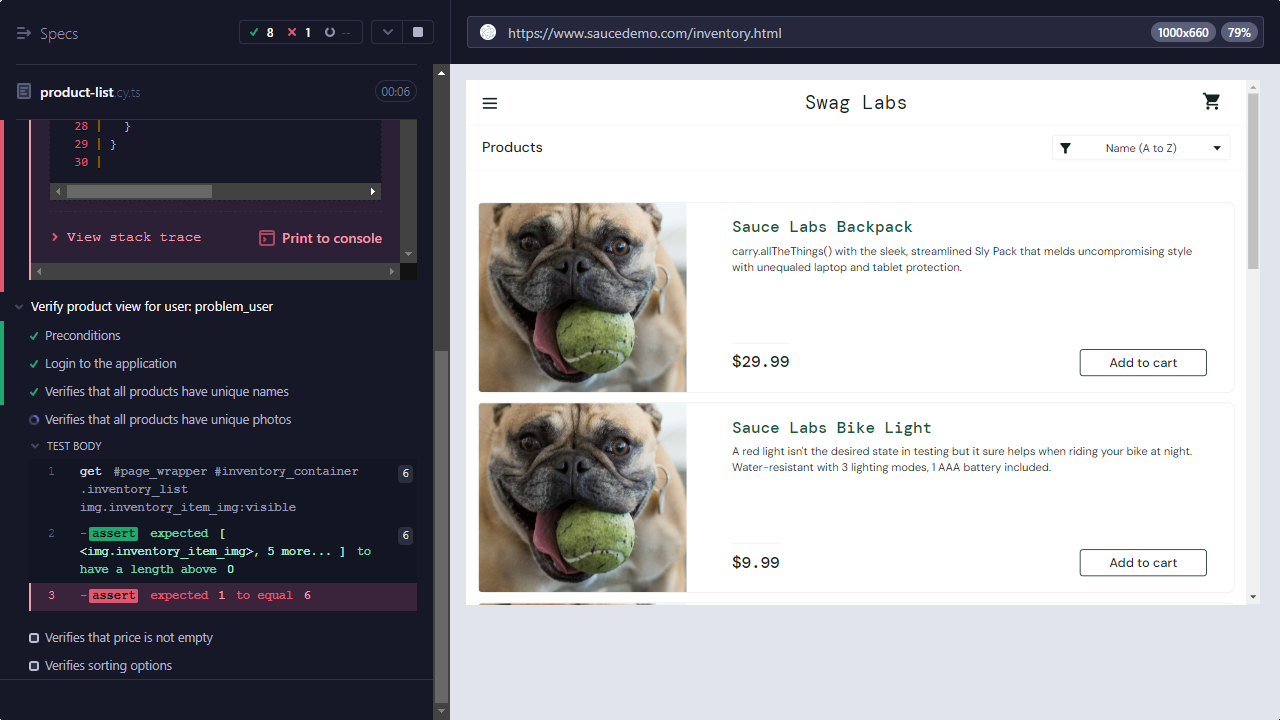 Specs
8 1 --
product-list.cy.ts
00:06
28 | }
29 | }
30 |
> View stack trace
Print to console
Verify product view for user: problem_user
Preconditions
Login to the application
Verifies that all products have unique names
Verifies that all products have unique photos
TEST BODY
1 get #page_wrapper #inventory_container 6
.inventory_list
img.inventory_item_img:visible
2 -assert expected [ 6
<img.inventory_item_img>, 5 more... ] to
have a length above 0
3 -assert expected 1 to equal 6
Verifies that price is not empty
Verifies sorting options
https://www.saucedemo.com/inventory.html
1000x660
79%
Swag Labs
Products
Name (A to Z)
Sauce Labs Backpack
carry.allTheThings() with the sleek, streamlined Sly Pack that melds uncompromising style
with unequaled laptop and tablet protection.
$29.99
Add to cart
Sauce Labs Bike Light
A red light isn't the desired state in testing but it sure helps when riding your bike at night.
Water-resistant with 3 lighting modes, 1 AAA battery included.
$9.99
Add to cart